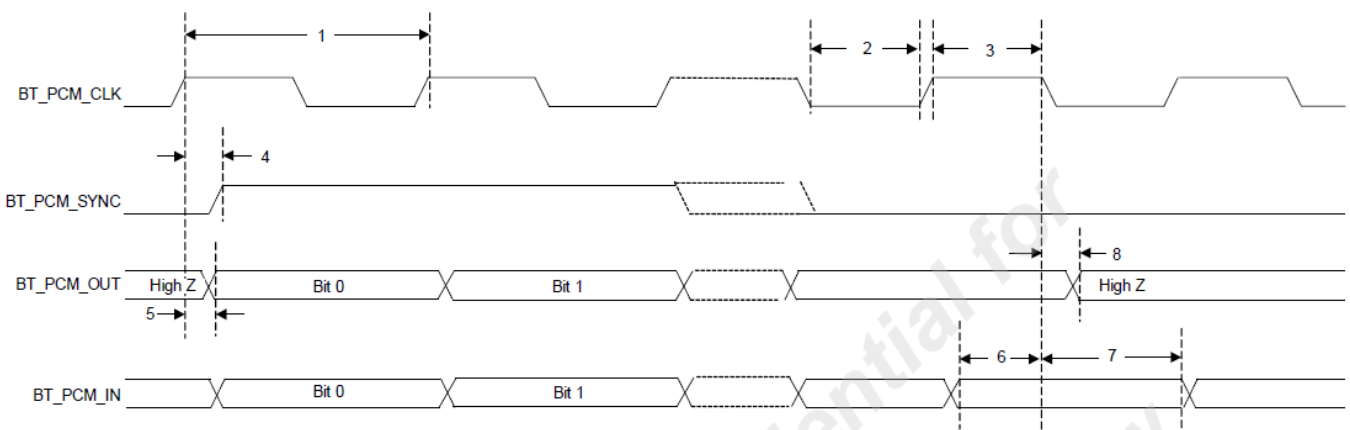 1
2
3
BT_PCM_CLK
4
BT_PCM_SYNC
BT_PCM_OUT
High Z
Bit 0
Bit 1
8
High Z
5
6
7
BT_PCM_IN
Bit 0
Bit 1
ential for